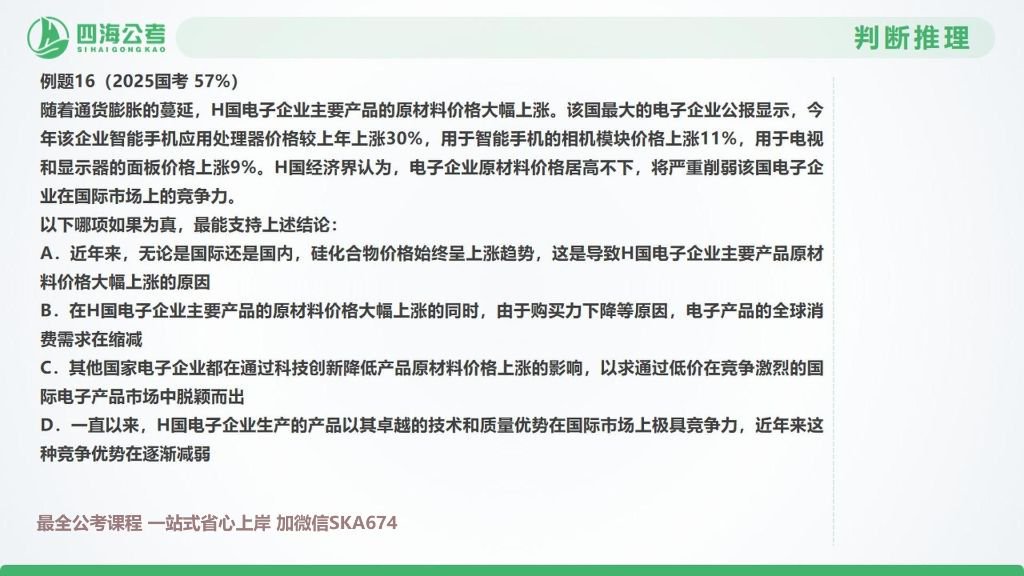 四海公考
SIHAIGONGKAO
判断推理
例题16（2025国考 57%）
随着通货膨胀的蔓延，H国电子企业主要产品的原材料价格大幅上涨。该国最大的电子企业公报显示，今
年该企业智能手机应用处理器价格较上年上涨30%，用于智能手机的相机模块价格上涨11%，用于电视
和显示器的面板价格上涨9%。H国经济界认为，电子企业原材料价格居高不下，将严重削弱该国电子企
业在国际市场上的竞争力。
以下哪项如果为真，最能支持上述结论：
A．近年来，无论是国际还是国内，硅化合物价格始终呈上涨趋势，这是导致H国电子企业主要产品原材
料价格大幅上涨的原因
B．在H国电子企业主要产品的原材料价格大幅上涨的同时，由于购买力下降等原因，电子产品的全球消
费需求在缩减
C．其他国家电子企业都在通过科技创新降低产品原材料价格上涨的影响，以求通过低价在竞争激烈的国
际电子产品市场中脱颖而出
D．一直以来，H国电子企业生产的产品以其卓越的技术和质量优势在国际市场上极具竞争力，近年来这
种竞争优势在逐渐减弱
最全公考课程 一站式省心上岸 加微信SKA674